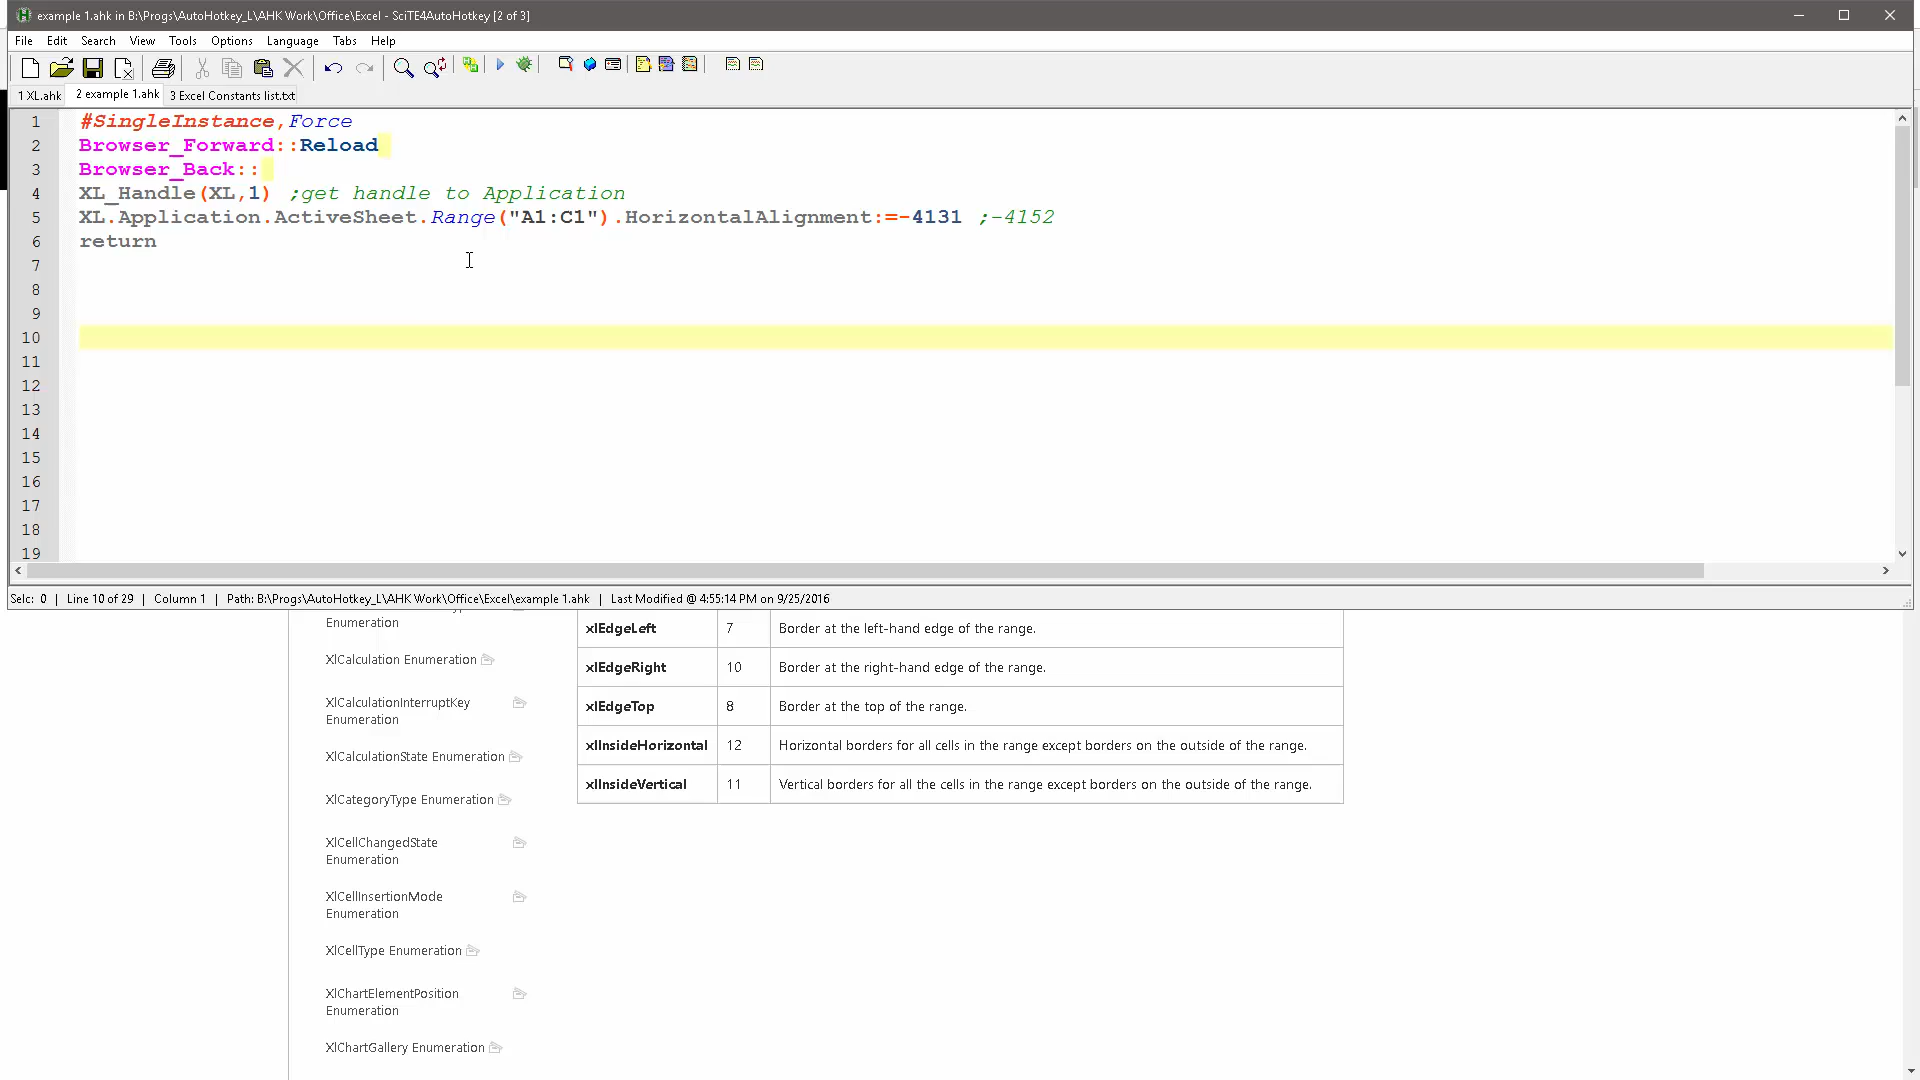 example 1.ahk in B:\Progs\AutoHotkey_L\AHK Work\Office\Excel - SciTE4AutoHotkey [2 of 3]
File Edit Search View Tools Options Language Tabs Help
1 XL.ahk 2 example 1.ahk 3 Excel Constants list.txt
1 #SingleInstance,Force
2 Browser_Forward::Reload
3 Browser_Back::
4 XL_Handle(XL,1) ;get handle to Application
5 XL.Application.ActiveSheet.Range("A1:C1").HorizontalAlignment:=-4131 ;-4152
6 return
7
8
9
10
11
12
13
14
15
16
17
18
19
Selc: 0 | Line 10 of 29 | Column 1 | Path: B:\Progs\AutoHotkey_L\AHK Work\Office\Excel\example 1.ahk | Last Modified @ 4:55:14 PM on 9/25/2016
Enumeration
XlCalculation Enumeration
XlCalculationInterruptKey
Enumeration
XlCalculationState Enumeration
XlCategoryType Enumeration
XlCellChangedState
Enumeration
XlCellInsertionMode
Enumeration
XlCellType Enumeration
XlChartElementPosition
Enumeration
XlChartGallery Enumeration
xlEdgeLeft 7 Border at the left-hand edge of the range.
xlEdgeRight 10 Border at the right-hand edge of the range.
xlEdgeTop 8 Border at the top of the range.
xlInsideHorizontal 12 Horizontal borders for all cells in the range except borders on the outside of the range.
xlInsideVertical 11 Vertical borders for all the cells in the range except borders on the outside of the range.